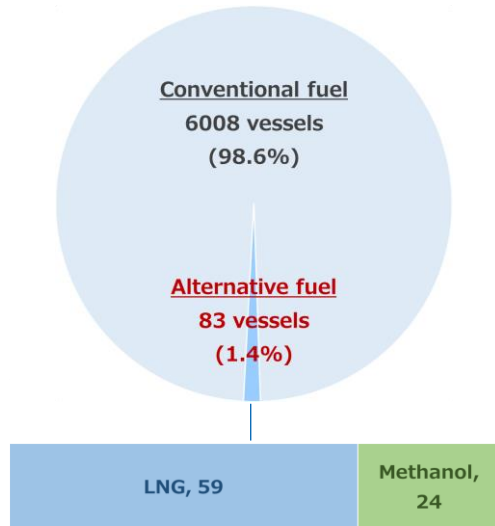 Conventional fuel
6008 vessels
(98.6%)
Alternative fuel
83 vessels
(1.4%)
LNG, 59
Methanol,
24